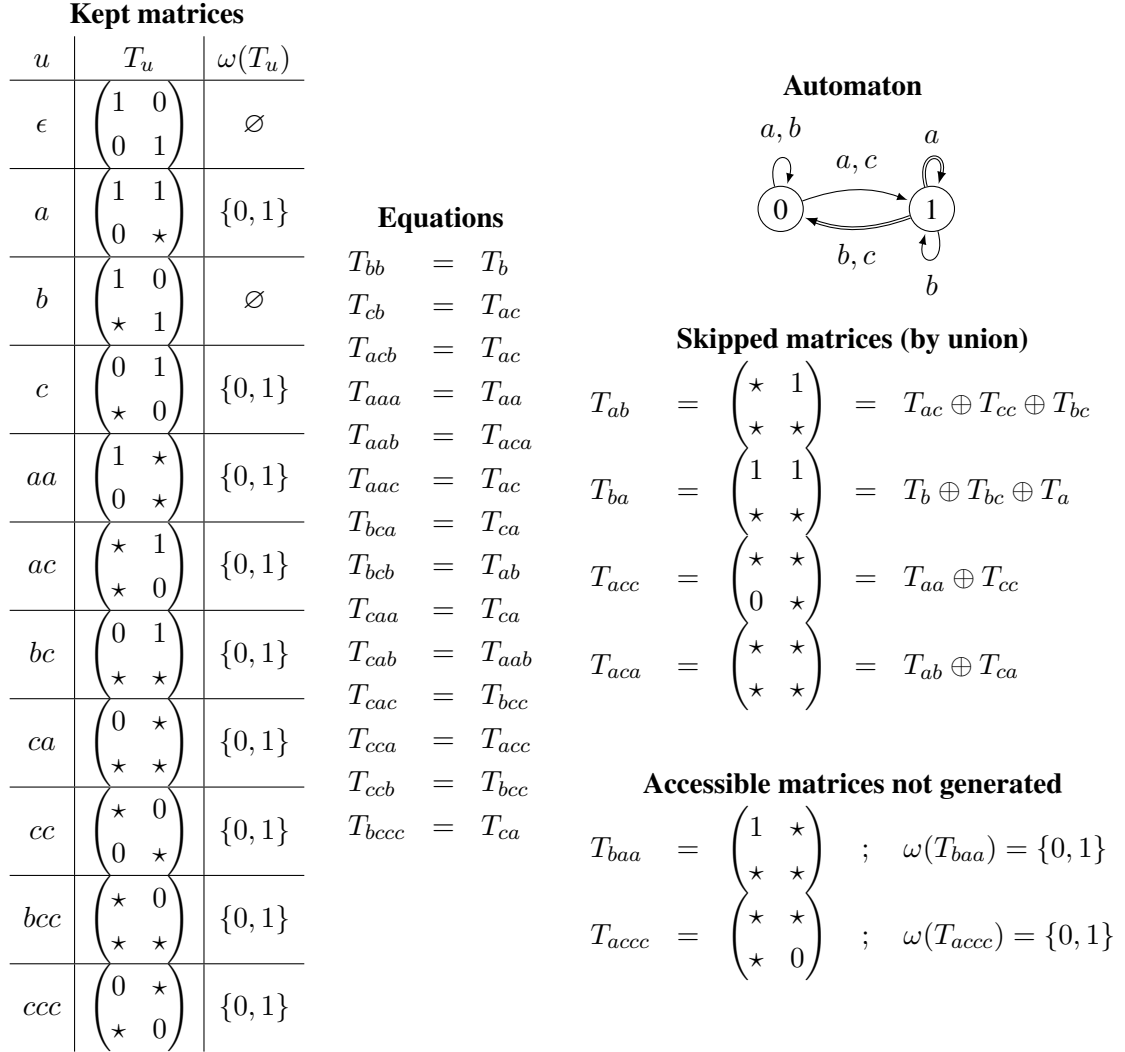 Kept matrices
u T_u ω(T_u)
ϵ (1 0 / 0 1) ∅
a (1 1 / 0 ⋆) {0, 1}
b (1 0 / ⋆ 1) ∅
c (0 1 / ⋆ 0) {0, 1}
aa (1 ⋆ / 0 ⋆) {0, 1}
ac (⋆ 1 / ⋆ 0) {0, 1}
bc (0 1 / ⋆ ⋆) {0, 1}
ca (0 ⋆ / ⋆ ⋆) {0, 1}
cc (⋆ 0 / 0 ⋆) {0, 1}
bcc (⋆ 0 / ⋆ ⋆) {0, 1}
ccc (0 ⋆ / ⋆ 0) {0, 1}
Equations
T_bb = T_b
T_cb = T_ac
T_acb = T_ac
T_aaa = T_aa
T_aab = T_aca
T_aac = T_ac
T_bca = T_ca
T_bcb = T_ab
T_caa = T_ca
T_cab = T_aab
T_cac = T_bcc
T_cca = T_acc
T_ccb = T_bcc
T_bccc = T_ca
Automaton
a, b
a, c
a
0
1
b, c
b
Skipped matrices (by union)
T_ab = (⋆ 1 / ⋆ ⋆) = T_ac ⊕ T_cc ⊕ T_bc
T_ba = (1 1 / ⋆ ⋆) = T_b ⊕ T_bc ⊕ T_a
T_acc = (⋆ ⋆ / 0 ⋆) = T_aa ⊕ T_cc
T_aca = (⋆ ⋆ / ⋆ ⋆) = T_ab ⊕ T_ca
Accessible matrices not generated
T_baa = (1 ⋆ / ⋆ ⋆) ; ω(T_baa) = {0, 1}
T_accc = (⋆ ⋆ / ⋆ 0) ; ω(T_accc) = {0, 1}